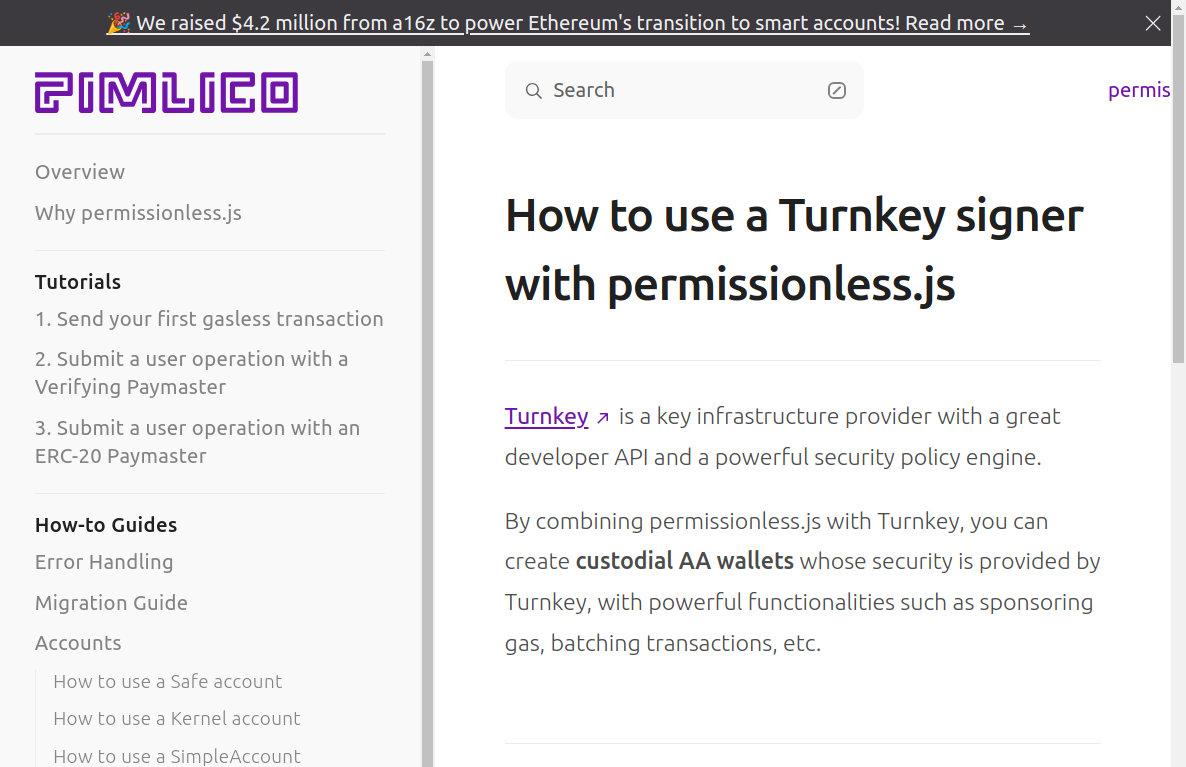 🎉 We raised $4.2 million from a16z to power Ethereum's transition to smart accounts! Read more →
PIMLICO
Overview
Why permissionless.js
Tutorials
1. Send your first gasless transaction
2. Submit a user operation with a
Verifying Paymaster
3. Submit a user operation with an
ERC-20 Paymaster
How-to Guides
Error Handling
Migration Guide
Accounts
How to use a Safe account
How to use a Kernel account
How to use a SimpleAccount
Search
permis
How to use a Turnkey signer
with permissionless.js
Turnkey is a key infrastructure provider with a great
developer API and a powerful security policy engine.
By combining permissionless.js with Turnkey, you can
create custodial AA wallets whose security is provided by
Turnkey, with powerful functionalities such as sponsoring
gas, batching transactions, etc.